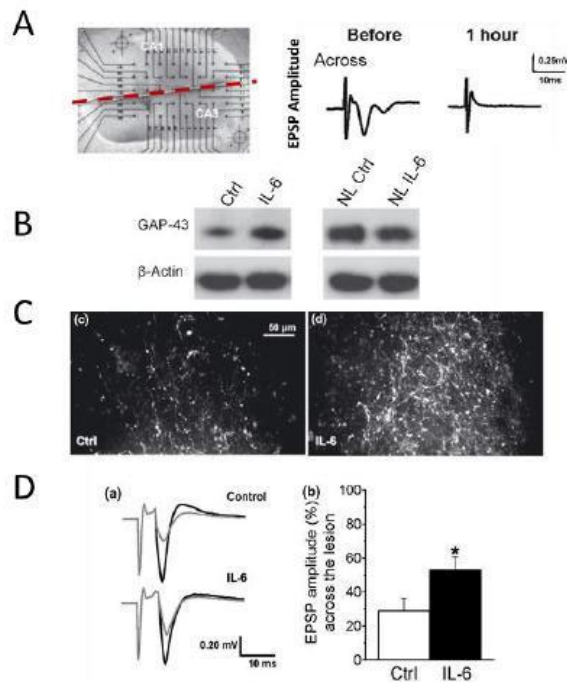 A
CA1
CA3
EPSP Amplitude
Before
1 hour
Across
0.25mV
10ms
B
Ctrl
IL-6
NL Ctrl
NL IL-6
GAP-43
β-Actin
C
(c)
50 µm
Ctrl
(d)
IL-6
D
(a)
Control
IL-6
0.20 mV
10 ms
(b)
EPSP amplitude (%)
across the lesion
100
80
60
40
20
0
*
Ctrl
IL-6